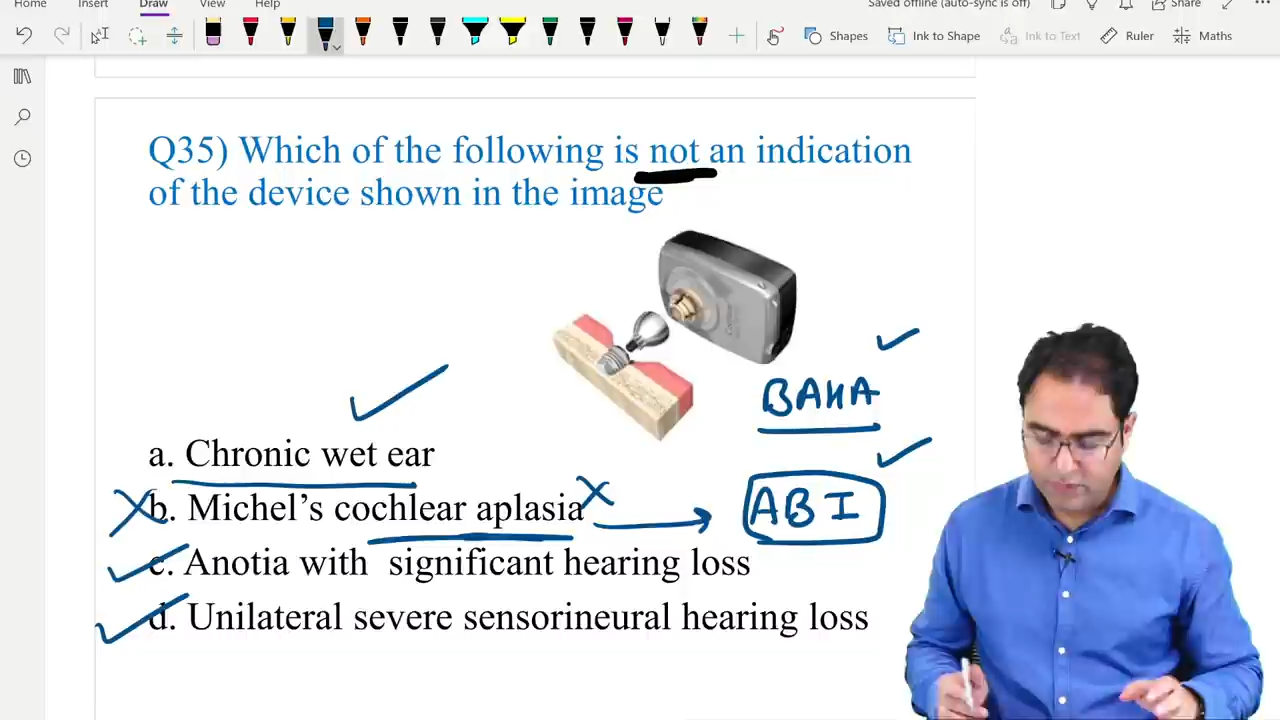 Home Insert Draw View Help Saved offline (auto-sync is off) Share
Shapes Ink to Shape Ink to Text Ruler Maths
Q35) Which of the following is not an indication
of the device shown in the image
BAHA
a. Chronic wet ear
b. Michel's cochlear aplasia
ABI
c. Anotia with significant hearing loss
d. Unilateral severe sensorineural hearing loss